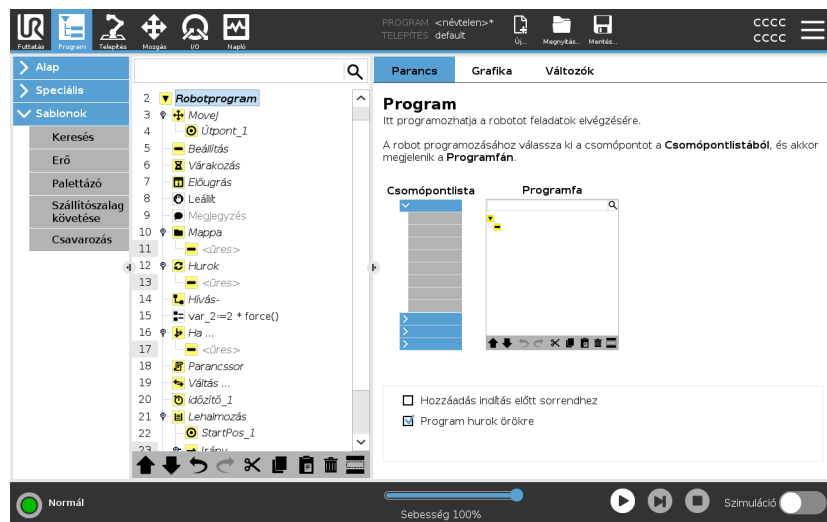 UR
Futtatás
Program
Telepítés
Mozgás
I/O
Napló
PROGRAM <névtelen>*
TELEPÍTÉS default
Új...
Megnyitás...
Mentés...
cccc
cccc
Alap
Speciális
Sablonok
Keresés
Erő
Palettázó
Szállítószalag
követése
Csavarozás
2 Robotprogram
3 MoveJ
4 Útpont_1
5 Beállítás
6 Várakozás
7 Előugrás
8 Leállít
9 Megjegyzés
10 Mappa
11 <üres>
12 Hurok
13 <üres>
14 Hívás-
15 var_2≔2 * force()
16 Ha ...
17 <üres>
18 Parancssor
19 Váltás ...
20 időzítő_1
21 Lehalmozás
22 StartPos_1
23 Irány
Parancs
Grafika
Változók
Program
Itt programozhatja a robotot feladatok elvégzésére.
A robot programozásához válassza ki a csomópontot a Csomópontlistából, és akkor
megjelenik a Programfán.
Csomópontlista
Programfa
Hozzáadás indítás előtt sorrendhez
Program hurok örökre
Normál
Sebesség 100%
Szimuláció